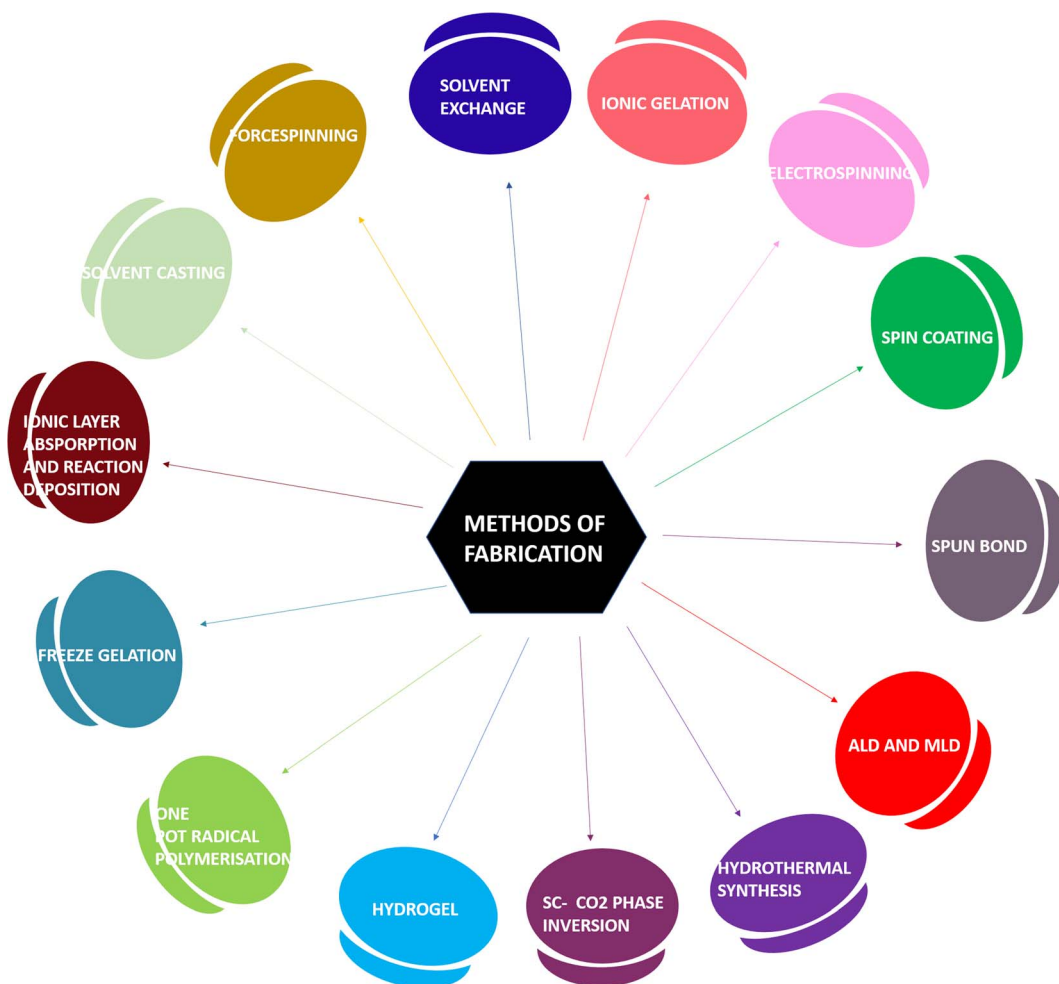 SOLVENT
EXCHANGE
IONIC GELATION
FORCESPINNING
ELECTROSPINNING
SOLVENT CASTING
SPIN COATING
IONIC LAYER
ABSPORPTION
AND REACTION
DEPOSITION
METHODS OF
FABRICATION
SPUN BOND
FREEZE GELATION
ALD AND MLD
ONE
POT RADICAL
POLYMERISATION
HYDROTHERMAL
SYNTHESIS
HYDROGEL
SC- CO2 PHASE
INVERSION